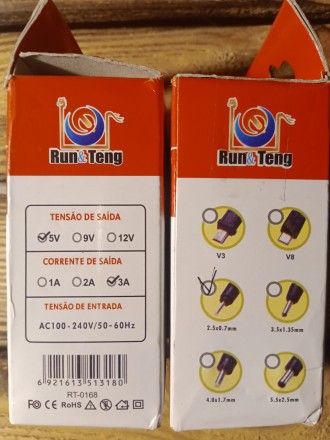 Run&Teng
TENSÃO DE SAÍDA
5V 9V 12V
CORRENTE DE SAÍDA
1A 2A 3A
TENSÃO DE ENTRADA
AC100-240V/50-60Hz
6 921613 513180
RT-0168
FC CE RoHS
Run&Teng
V3 V8
2.5x0.7mm 3.5x1.35mm
4.0x1.7mm 5.5x2.5mm